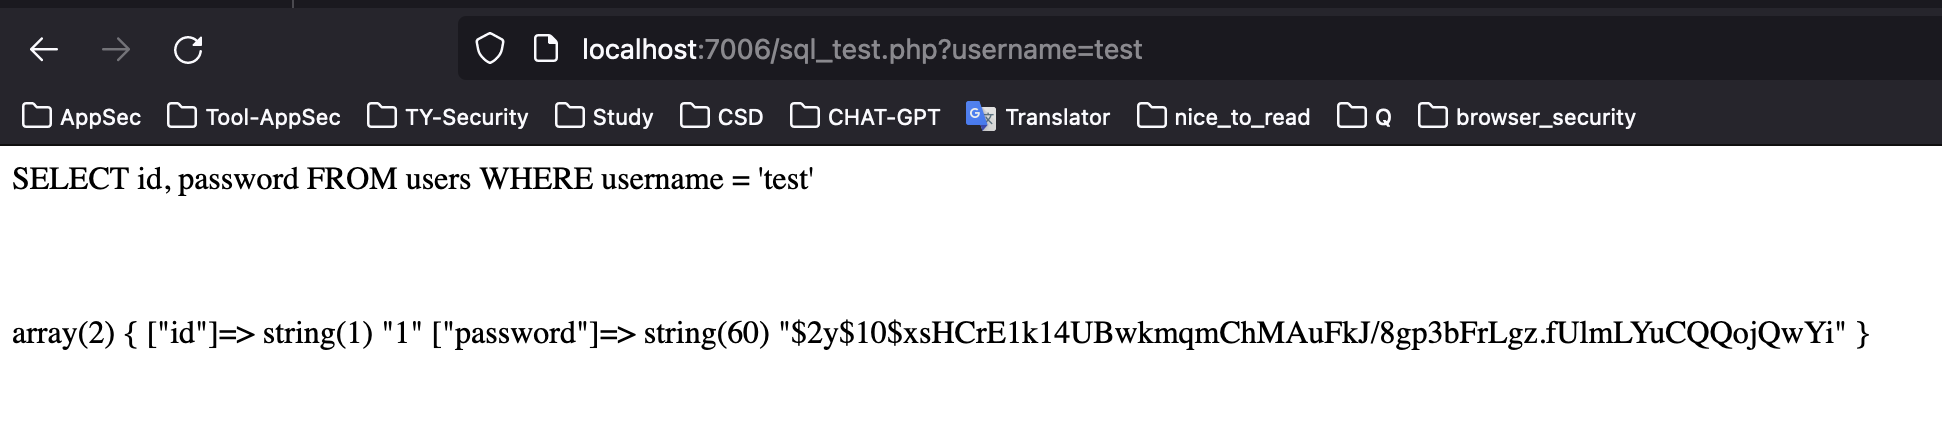 localhost:7006/sql_test.php?username=test
AppSec Tool-AppSec TY-Security Study CSD CHAT-GPT Translator nice_to_read Q browser_security
SELECT id, password FROM users WHERE username = 'test'
array(2) { ["id"]=> string(1) "1" ["password"]=> string(60) "$2y$10$xsHCrE1k14UBwkmqmChMAuFkJ/8gp3bFrLgz.fUlmLYuCQQojQwYi" }